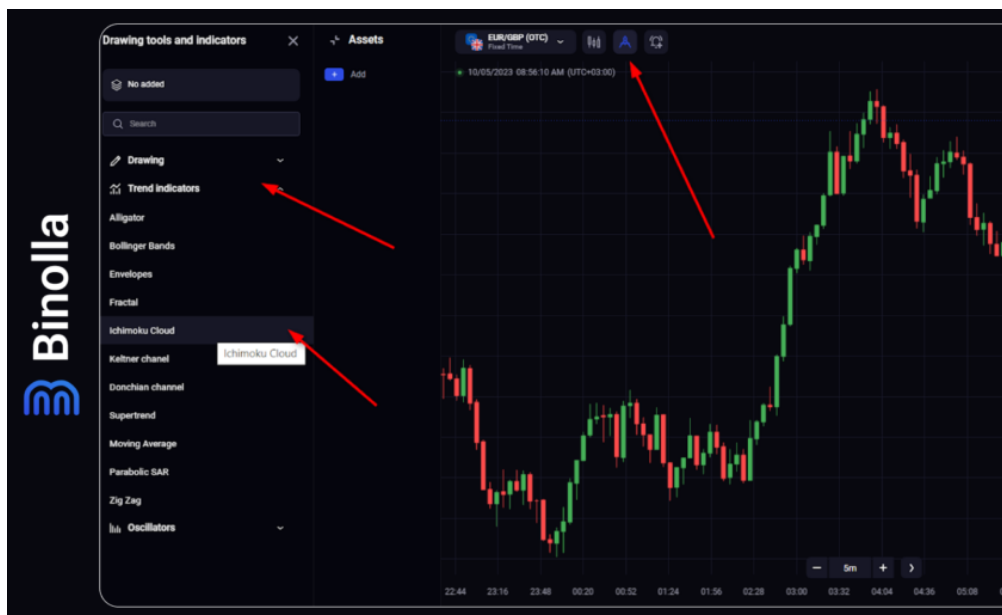 Binolla
Drawing tools and indicators
No added
Search
Drawing
Trend indicators
Alligator
Bollinger Bands
Envelopes
Fractal
Ichimoku Cloud
Ichimoku Cloud
Keltner chanel
Donchian channel
Supertrend
Moving Average
Parabolic SAR
Zig Zag
Oscillators
Assets
+ Add
EUR/GBP (OTC)
Fixed Time
10/05/2023 08:56:10 AM (UTC+03:00)
5m
22:44 23:16 23:48 00:20 00:52 01:24 01:56 02:28 03:00 03:32 04:04 04:36 05:08